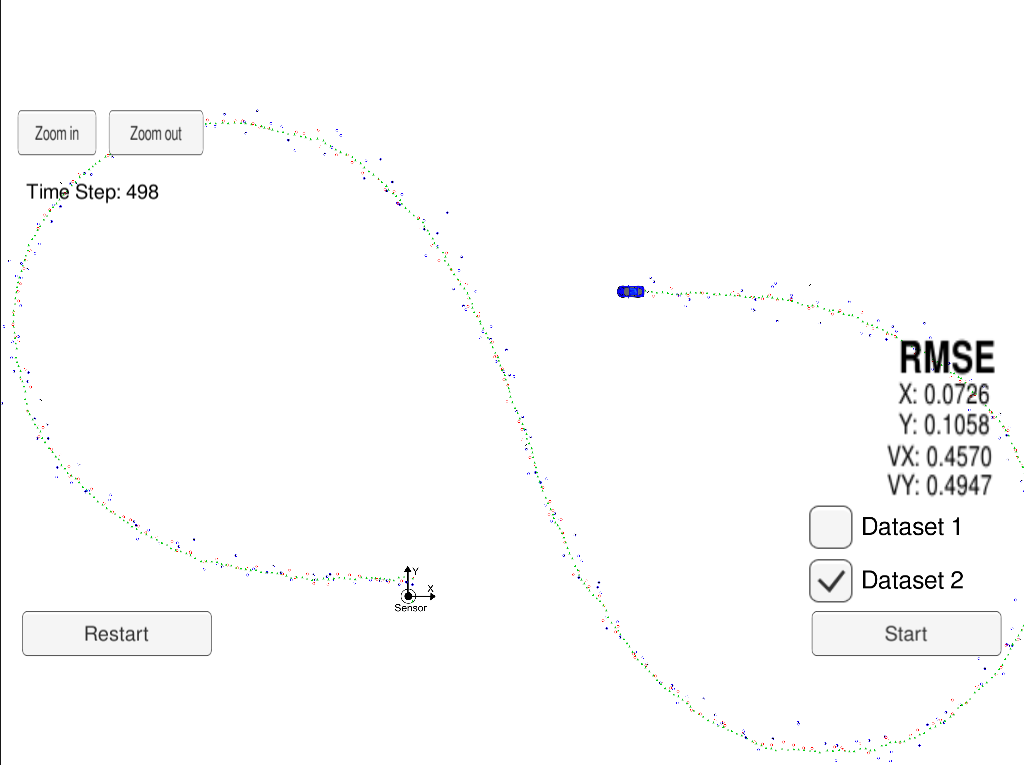 Zoom in
Zoom out
Time Step: 498
RMSE
X: 0.0726
Y: 0.1058
VX: 0.4570
VY: 0.4947
Dataset 1
Dataset 2
Y
X
Sensor
Restart
Start